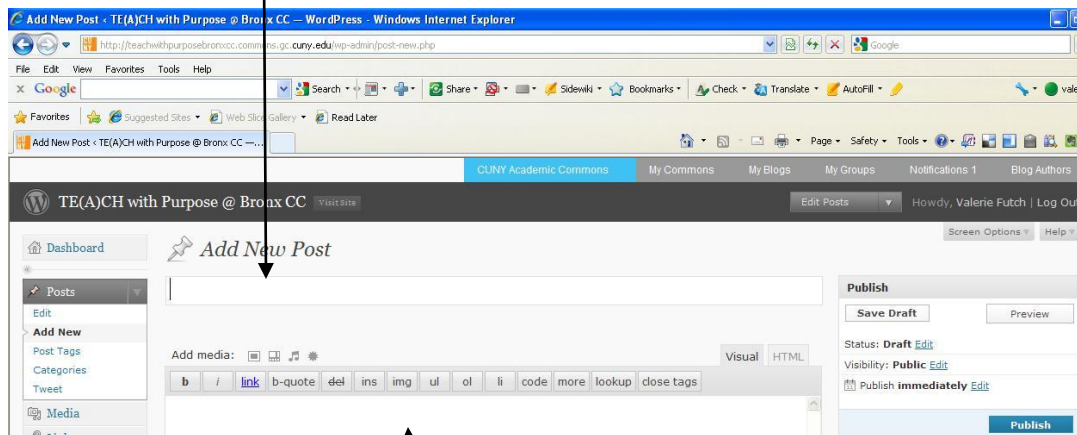 Add New Post ‹ TE(A)CH with Purpose @ Bronx CC — WordPress - Windows Internet Explorer
http://teachwithpurposebronxcc.commons.gc.cuny.edu/wp-admin/post-new.php
Google
File Edit View Favorites Tools Help
x Google Search Share Sidewiki Bookmarks Check Translate AutoFill vale
Favorites Suggested Sites Web Slice Gallery Read Later
Add New Post ‹ TE(A)CH with Purpose @ Bronx CC —... Page Safety Tools
CUNY Academic Commons My Commons My Blogs My Groups Notifications 1 Blog Authors
TE(A)CH with Purpose @ Bronx CC Visit Site Edit Posts Howdy, Valerie Futch | Log Out
Screen Options Help
Dashboard Add New Post
Posts Publish
Edit Save Draft Preview
Add New
Post Tags Add media: Visual HTML Status: Draft Edit
Categories b i link b-quote del ins img ul ol li code more lookup close tags Visibility: Public Edit
Tweet Publish immediately Edit
Media
Publish